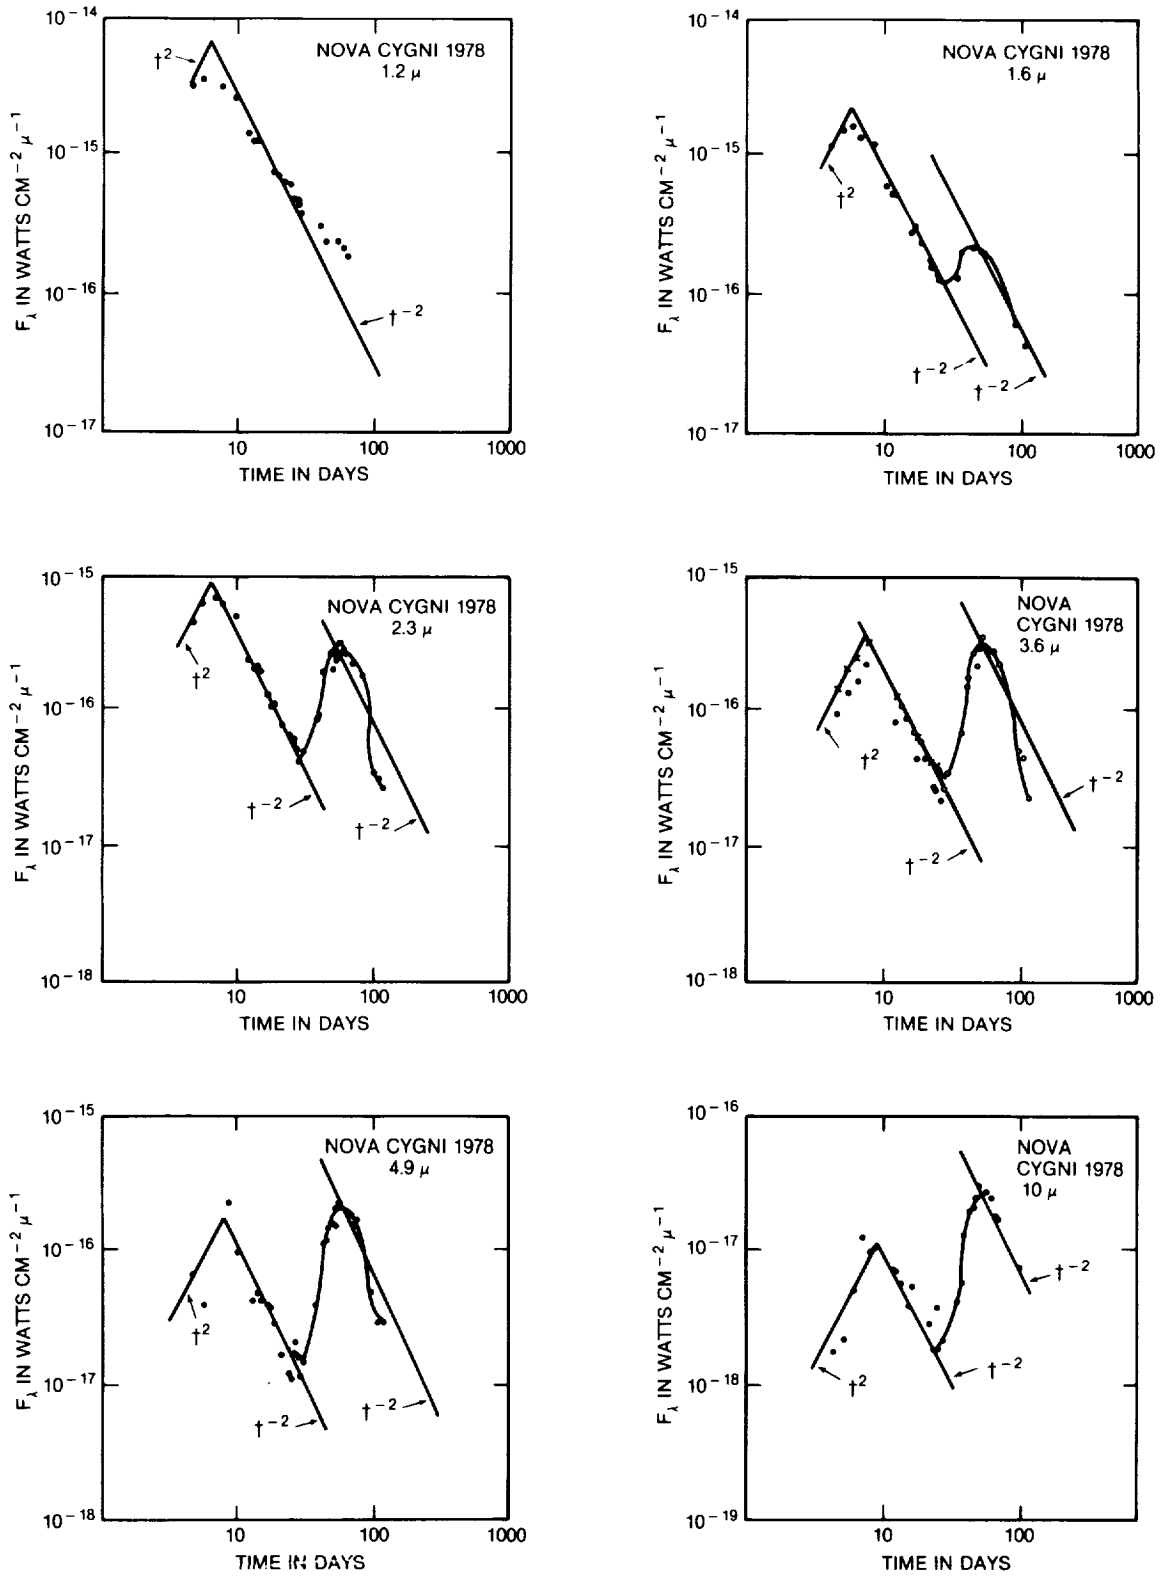 NOVA CYGNI 1978
1.2 μ
†²
†⁻²
10⁻¹⁴
10⁻¹⁵
10⁻¹⁶
10⁻¹⁷
F_λ IN WATTS CM⁻² μ⁻¹
10 100 1000
TIME IN DAYS
NOVA CYGNI 1978
1.6 μ
†²
†⁻²
†⁻²
10⁻¹⁴
10⁻¹⁵
10⁻¹⁶
10⁻¹⁷
F_λ IN WATTS CM⁻² μ⁻¹
10 100 1000
TIME IN DAYS
NOVA CYGNI 1978
2.3 μ
†²
†⁻²
†⁻²
10⁻¹⁵
10⁻¹⁶
10⁻¹⁷
10⁻¹⁸
F_λ IN WATTS CM⁻² μ⁻¹
10 100 1000
TIME IN DAYS
NOVA
CYGNI 1978
3.6 μ
†²
†⁻²
†⁻²
10⁻¹⁵
10⁻¹⁶
10⁻¹⁷
10⁻¹⁸
F_λ IN WATTS CM⁻² μ⁻¹
10 100 1000
TIME IN DAYS
NOVA CYGNI 1978
4.9 μ
†²
†⁻²
†⁻²
10⁻¹⁵
10⁻¹⁶
10⁻¹⁷
10⁻¹⁸
F_λ IN WATTS CM⁻² μ⁻¹
10 100 1000
TIME IN DAYS
NOVA
CYGNI 1978
10 μ
†²
†⁻²
†⁻²
10⁻¹⁶
10⁻¹⁷
10⁻¹⁸
10⁻¹⁹
F_λ IN WATTS CM⁻² μ⁻¹
10 100 1000
TIME IN DAYS